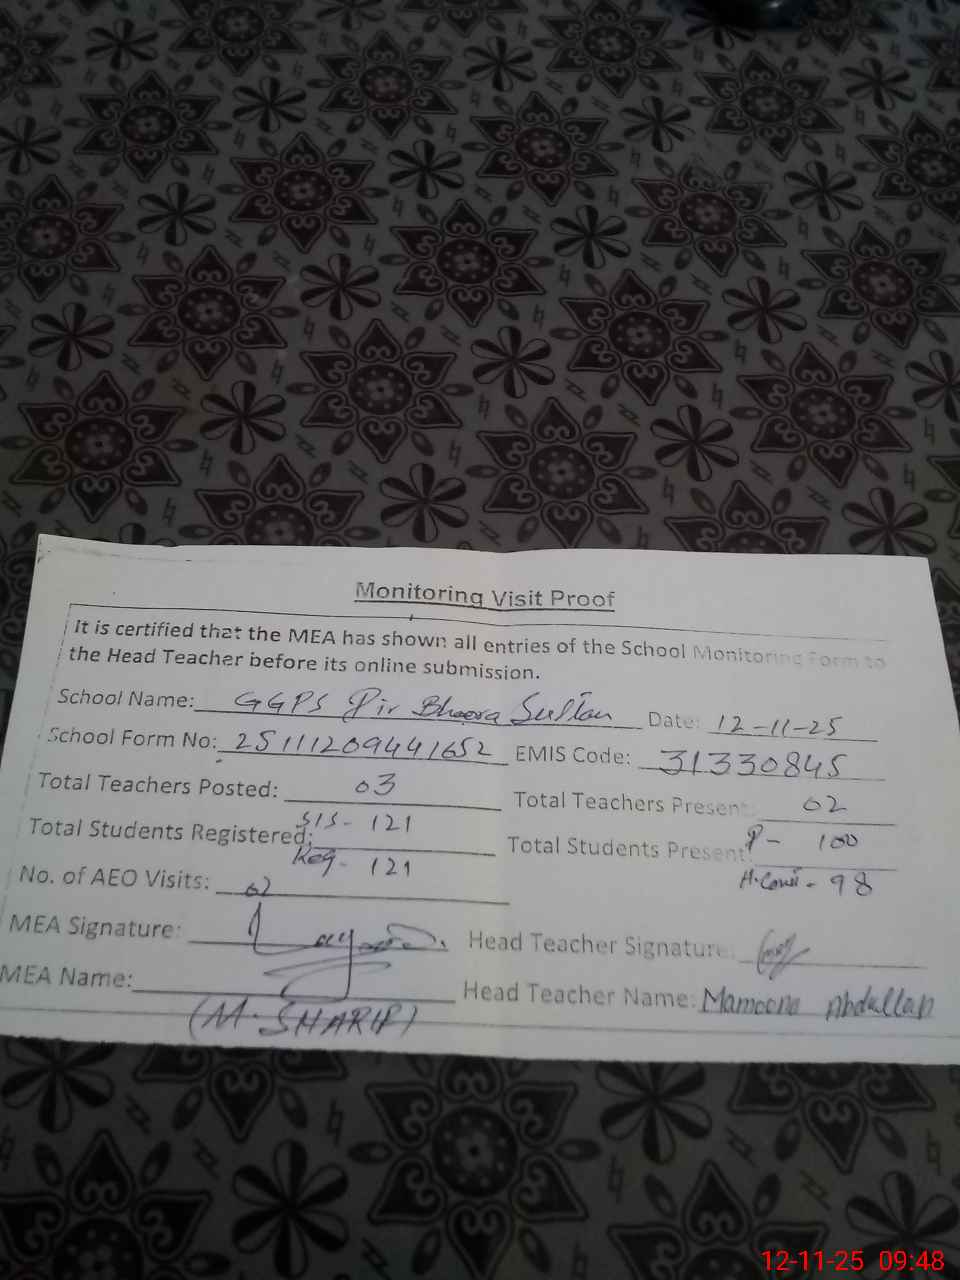 Monitoring Visit Proof
It is certified that the MEA has shown all entries of the School Monitoring Form to
the Head Teacher before its online submission.
School Name: GGPS Pir Bhoora Sultan Date: 12-11-25
School Form No: 25111209441652 EMIS Code: 31330845
Total Teachers Posted: 03 Total Teachers Present: 02
Total Students Registered: SIS- 121 Total Students Present: P- 100
Reg- 121 H.Coun- 98
No. of AEO Visits: 02
MEA Signature: Head Teacher Signature:
MEA Name: Head Teacher Name: Mamoona Abdullah
(M. SHARIF)
12-11-25 09:48